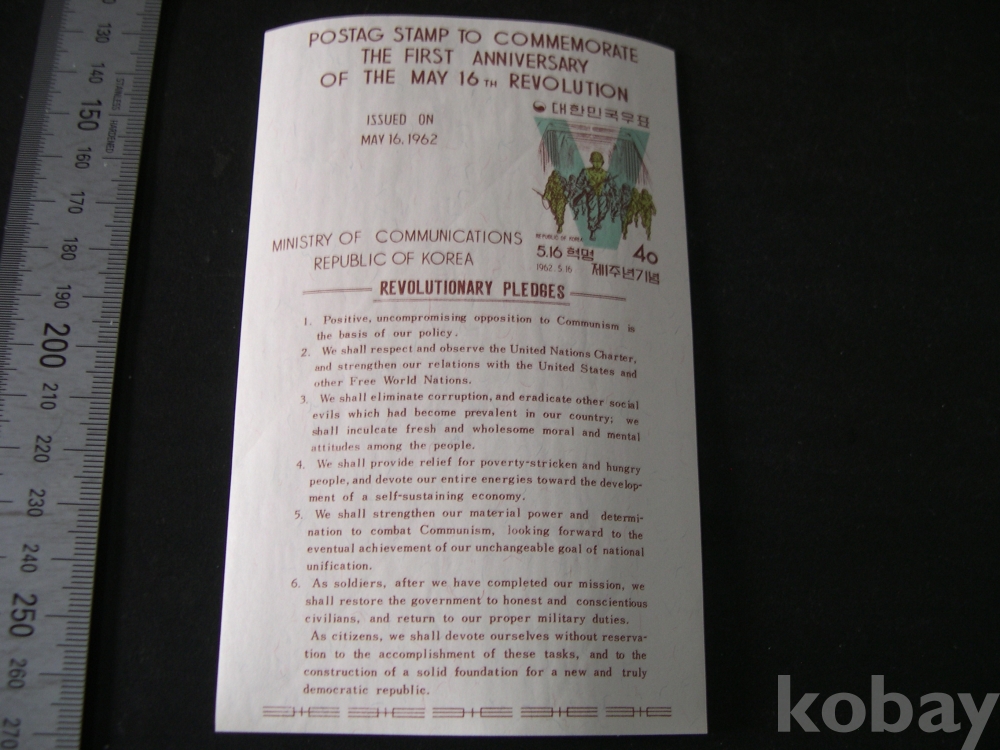 POSTAG STAMP TO COMMEMORATE
THE FIRST ANNIVERSARY
OF THE MAY 16TH REVOLUTION
ISSUED ON
MAY 16. 1962
대한민국우표
REPUBLIC OF KOREA
5.16 혁명 40
1962. 5. 16 제1주년기념
MINISTRY OF COMMUNICATIONS
REPUBLIC OF KOREA
REVOLUTIONARY PLEDGES
1. Positive, uncompromising opposition to Communism is
the basis of our policy.
2. We shall respect and observe the United Nations Charter,
and strengthen our relations with the United States and
other Free World Nations.
3. We shall eliminate corruption, and eradicate other social
evils which had become prevalent in our country; we
shall inculcate fresh and wholesome moral and mental
attitudes among the people.
4. We shall provide relief for poverty-stricken and hungry
people, and devote our entire energies toward the develop-
ment of a self-sustaining economy.
5. We shall strengthen our material power and determi-
nation to combat Communism, looking forward to the
eventual achievement of our unchangeable goal of national
unification.
6. As soldiers, after we have completed our mission, we
shall restore the government to honest and conscientious
civilians, and return to our proper military duties.
As citizens, we shall devote ourselves without reserva-
tion to the accomplishment of these tasks, and to the
construction of a solid foundation for a new and truly
democratic republic.
130
140
150
160
170
180
190
200
210
220
230
240
250
260
270
STAINLESS HARDENED
kobay